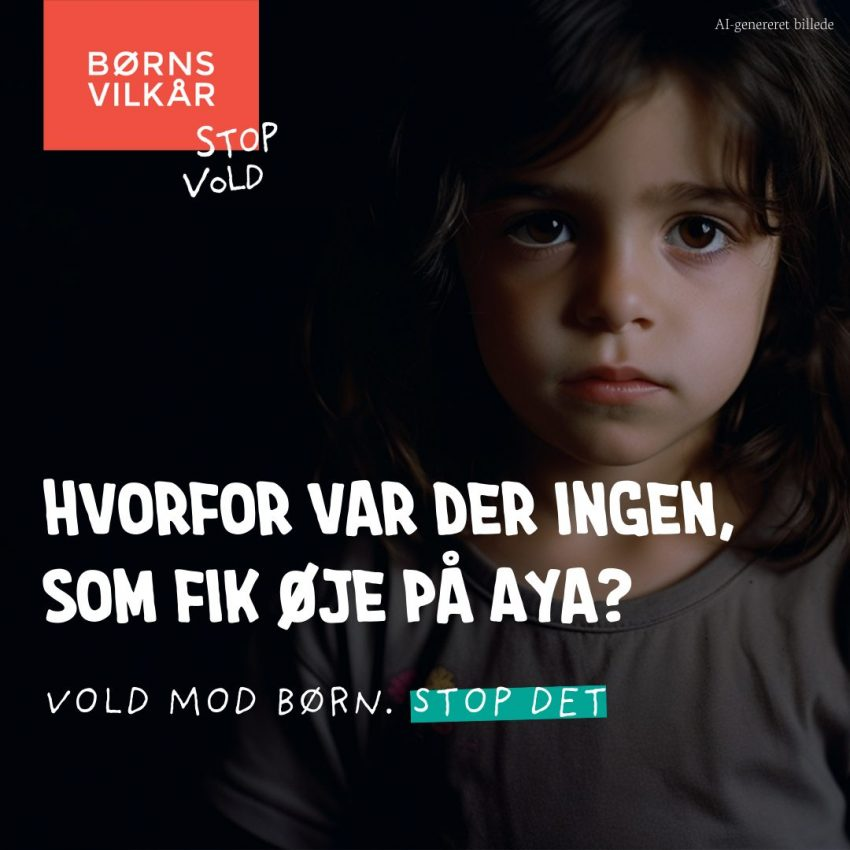 AI-genereret billede
BØRNS
VILKÅR
STOP
VOLD
HVORFOR VAR DER INGEN,
SOM FIK ØJE PÅ AYA?
VOLD MOD BØRN. STOP DET